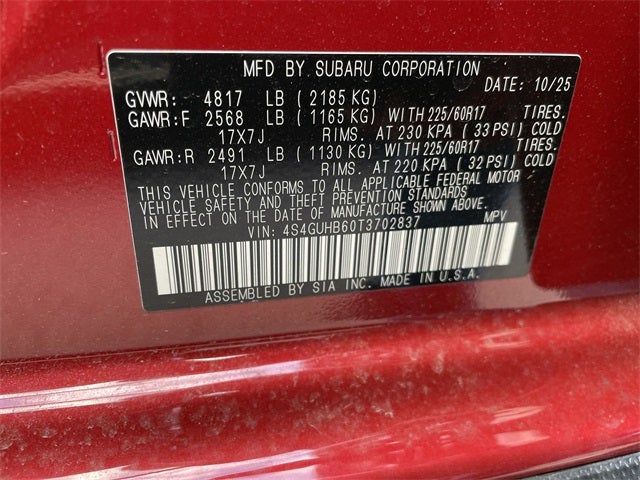 MFD BY SUBARU CORPORATION
DATE: 10/25
GVWR: 4817 LB (2185 KG)
GAWR:F 2568 LB (1165 KG) WITH 225/60R17 TIRES.
17X7J RIMS. AT 230 KPA (33 PSI) COLD
GAWR:R 2491 LB (1130 KG) WITH 225/60R17 TIRES.
17X7J RIMS. AT 220 KPA (32 PSI) COLD
THIS VEHICLE CONFORMS TO ALL APPLICABLE FEDERAL MOTOR
VEHICLE SAFETY AND THEFT PREVENTION STANDARDS
IN EFFECT ON THE DATE OF MANUFACTURE SHOWN ABOVE.
VIN: 4S4GUHB60T3702837 MPV
ASSEMBLED BY SIA INC. MADE IN U.S.A.